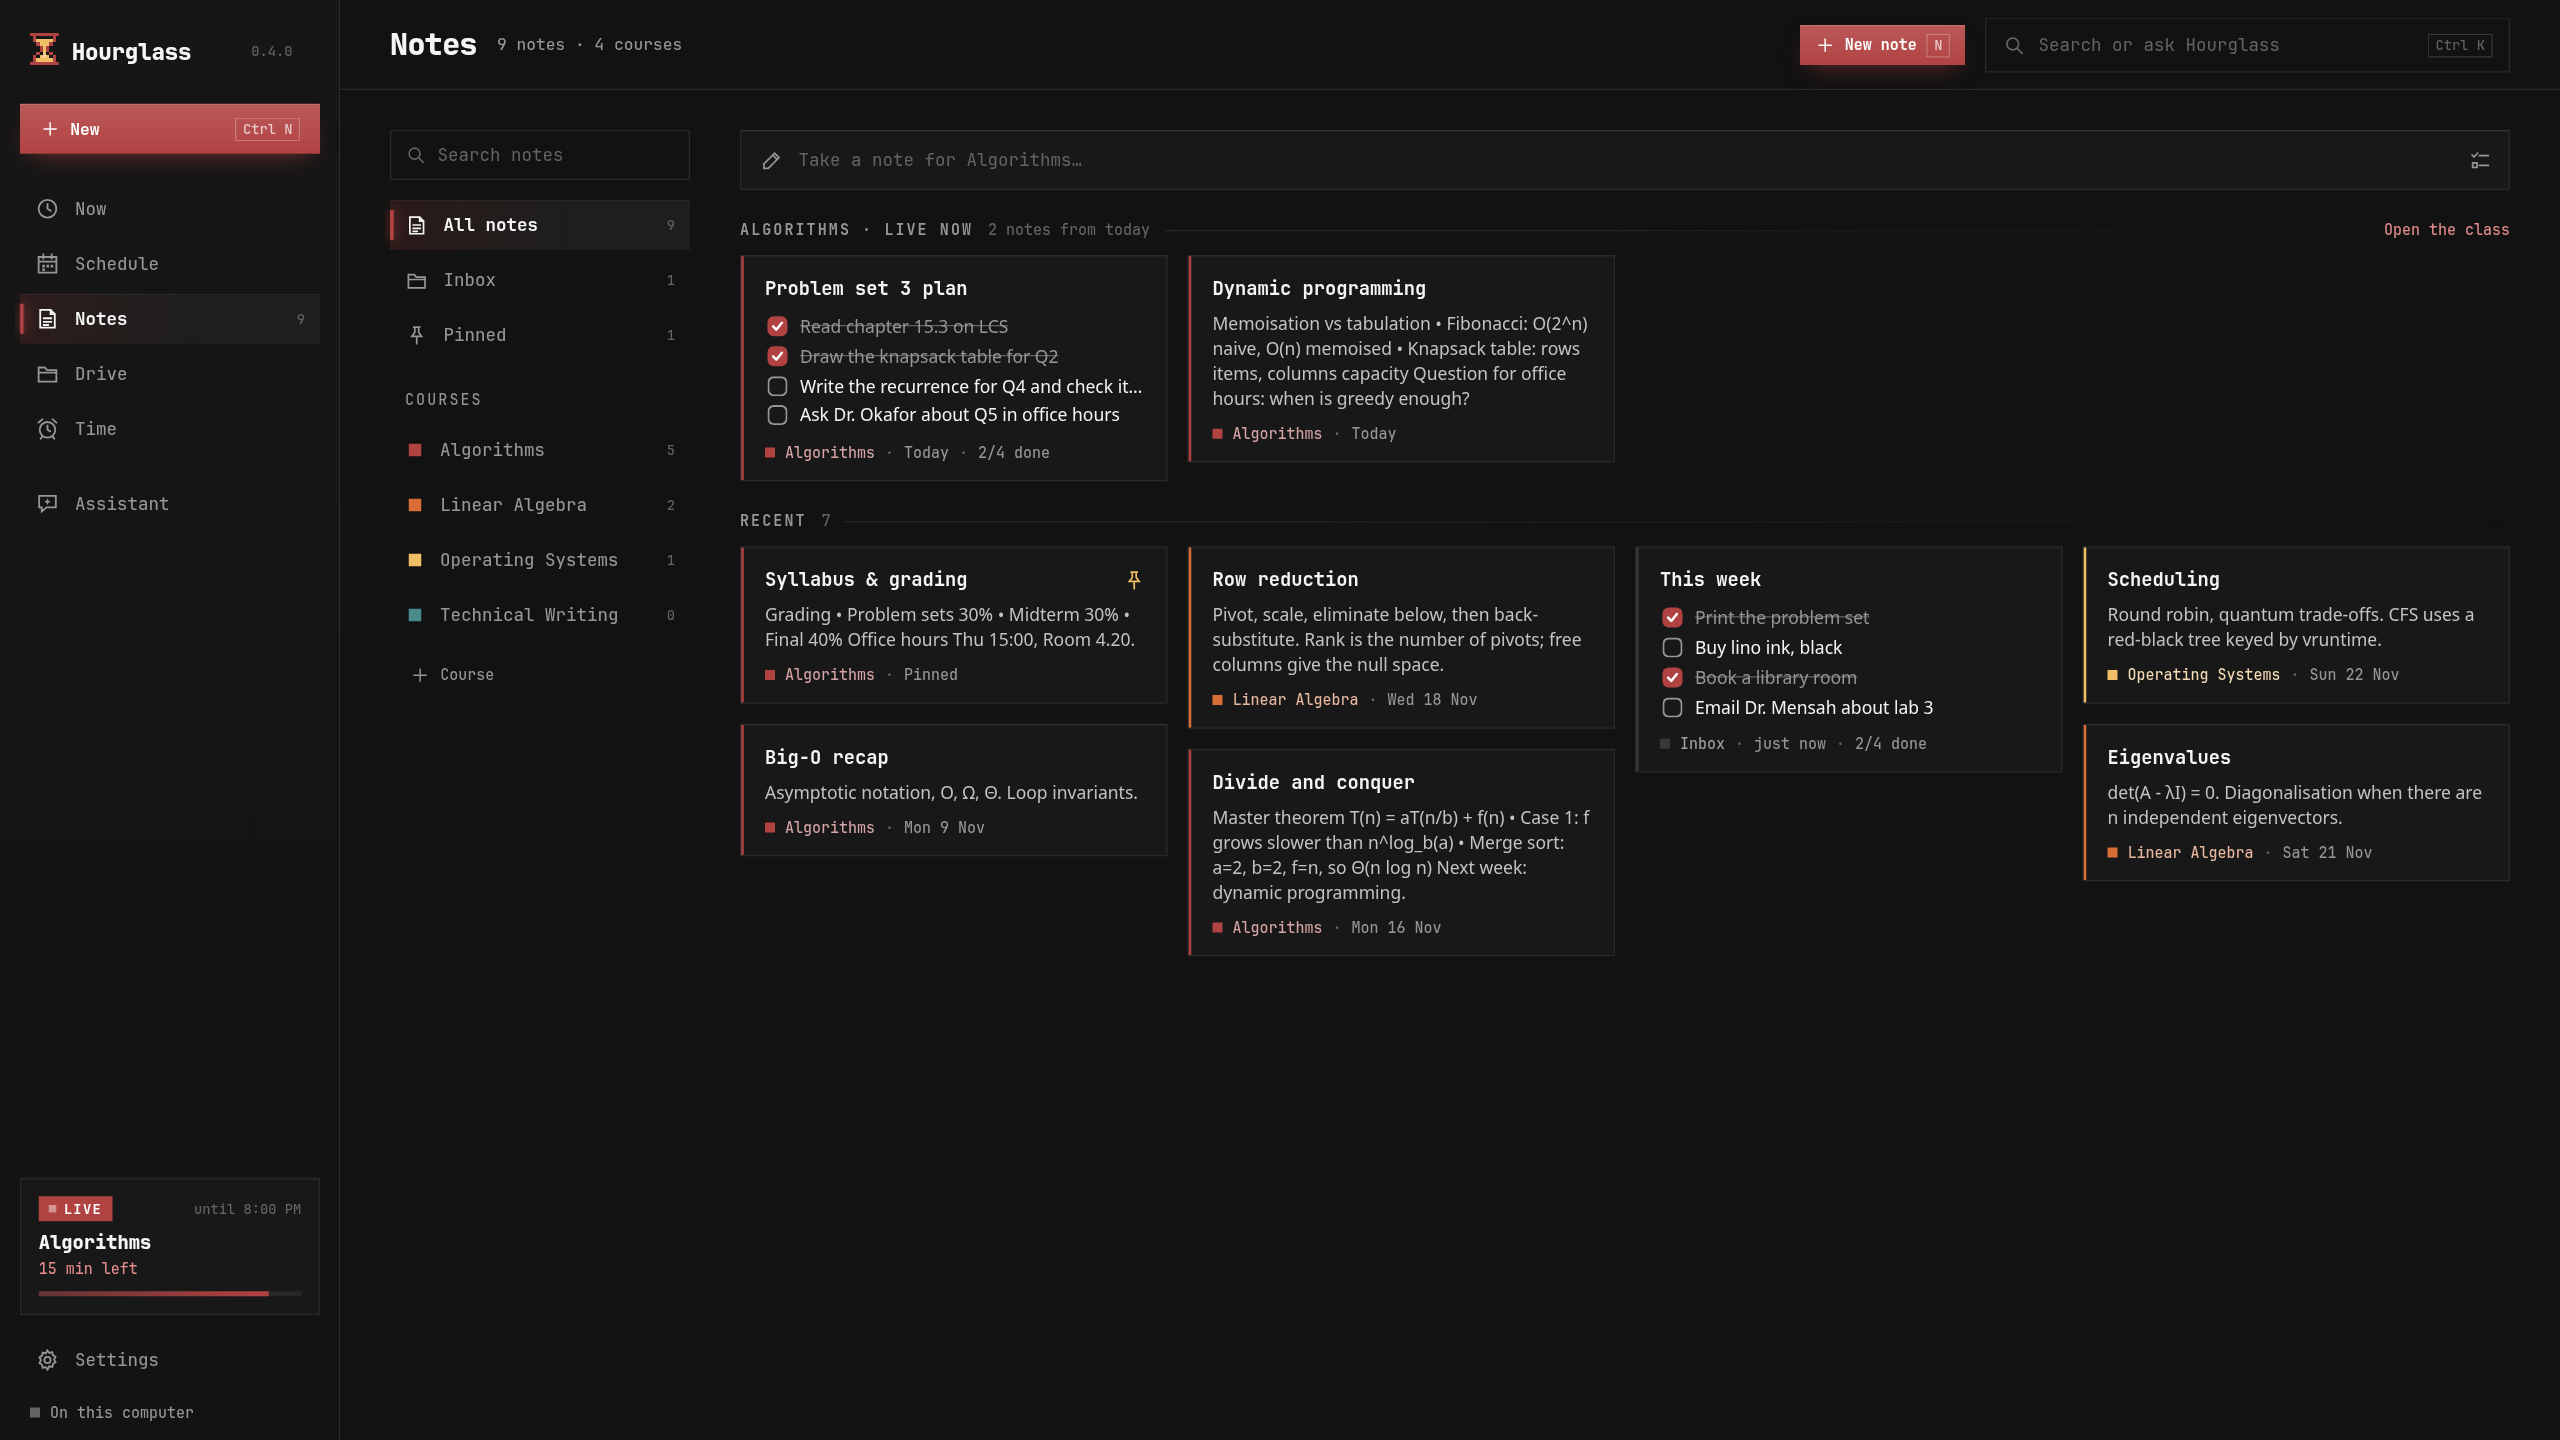 Hourglass 0.4.0
+ New Ctrl N
Now
Schedule
Notes 9
Drive
Time
Assistant
LIVE until 8:00 PM
Algorithms
15 min left
Settings
On this computer
Notes 9 notes · 4 courses
+ New note N
Search or ask Hourglass Ctrl K
Search notes
All notes 9
Inbox 1
Pinned 1
COURSES
Algorithms 5
Linear Algebra 2
Operating Systems 1
Technical Writing 0
+ Course
Take a note for Algorithms…
ALGORITHMS · LIVE NOW 2 notes from today
Open the class
Problem set 3 plan
Read chapter 15.3 on LCS
Draw the knapsack table for Q2
Write the recurrence for Q4 and check it…
Ask Dr. Okafor about Q5 in office hours
Algorithms · Today · 2/4 done
Dynamic programming
Memoisation vs tabulation • Fibonacci: O(2^n)
naive, O(n) memoised • Knapsack table: rows
items, columns capacity Question for office
hours: when is greedy enough?
Algorithms · Today
RECENT 7
Syllabus & grading
Grading • Problem sets 30% • Midterm 30% •
Final 40% Office hours Thu 15:00, Room 4.20.
Algorithms · Pinned
Big-O recap
Asymptotic notation, O, Ω, Θ. Loop invariants.
Algorithms · Mon 9 Nov
Row reduction
Pivot, scale, eliminate below, then back-
substitute. Rank is the number of pivots; free
columns give the null space.
Linear Algebra · Wed 18 Nov
Divide and conquer
Master theorem T(n) = aT(n/b) + f(n) • Case 1: f
grows slower than n^log_b(a) • Merge sort:
a=2, b=2, f=n, so Θ(n log n) Next week:
dynamic programming.
Algorithms · Mon 16 Nov
This week
Print the problem set
Buy lino ink, black
Book a library room
Email Dr. Mensah about lab 3
Inbox · just now · 2/4 done
Scheduling
Round robin, quantum trade-offs. CFS uses a
red-black tree keyed by vruntime.
Operating Systems · Sun 22 Nov
Eigenvalues
det(A - λI) = 0. Diagonalisation when there are
n independent eigenvectors.
Linear Algebra · Sat 21 Nov